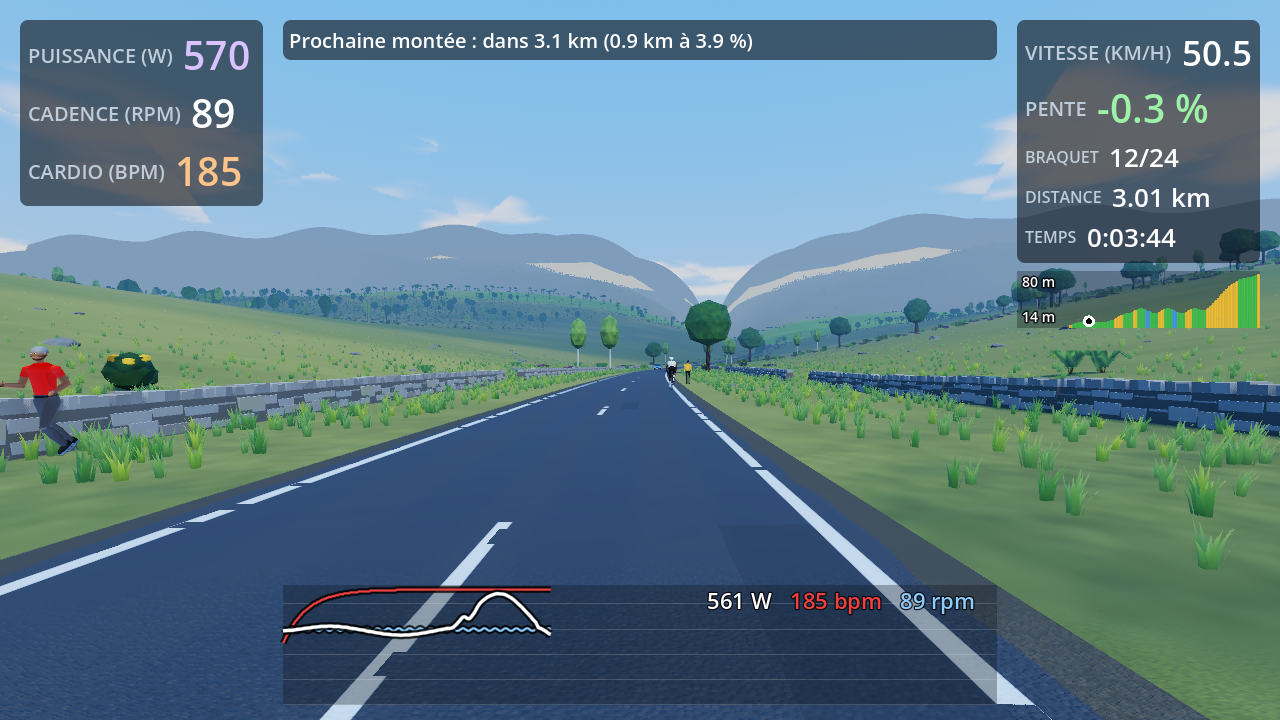 PUISSANCE (W) 570
CADENCE (RPM) 89
CARDIO (BPM) 185
Prochaine montée : dans 3.1 km (0.9 km à 3.9 %)
VITESSE (KM/H) 50.5
PENTE -0.3 %
BRAQUET 12/24
DISTANCE 3.01 km
TEMPS 0:03:44
80 m
14 m
561 W 185 bpm 89 rpm